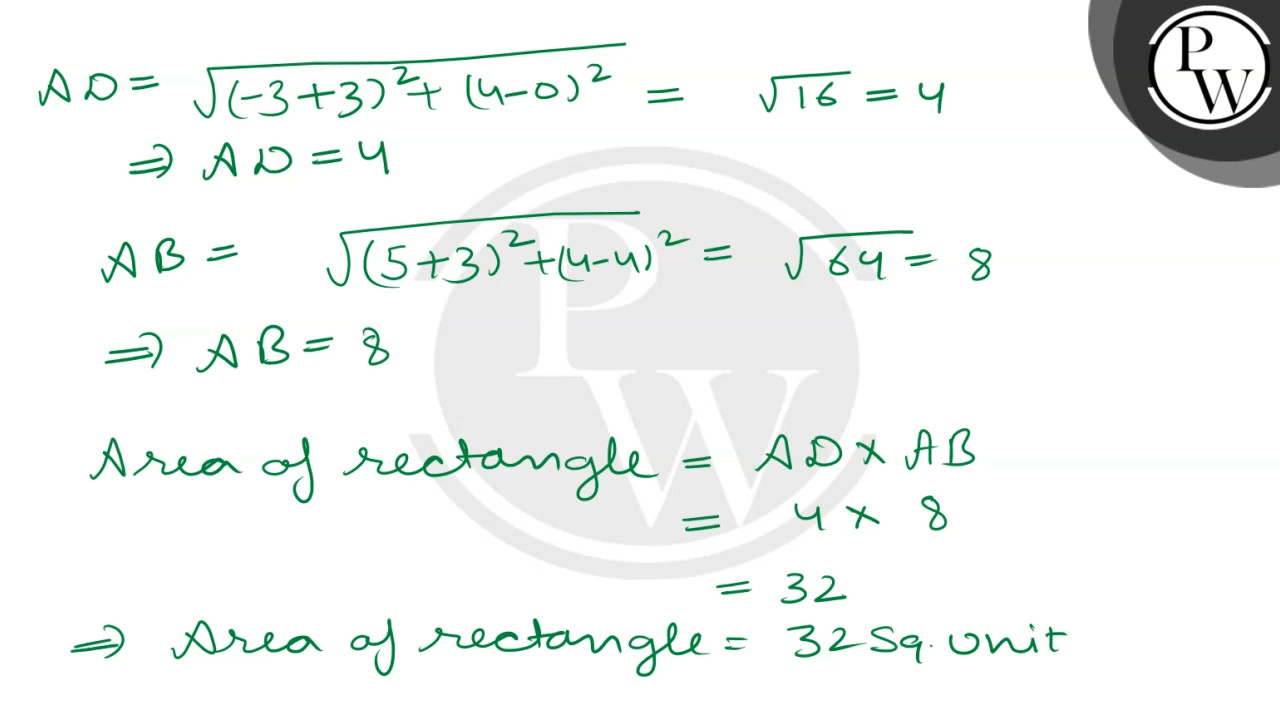 AD = √(-3+3)² + (4-0)² = √16 = 4
⇒ AD = 4
AB = √(5+3)² + (4-4)² = √64 = 8
⇒ AB = 8
Area of rectangle = AD × AB
= 4 × 8
= 32
⇒ Area of rectangle = 32 Sq. unit
PW
PW